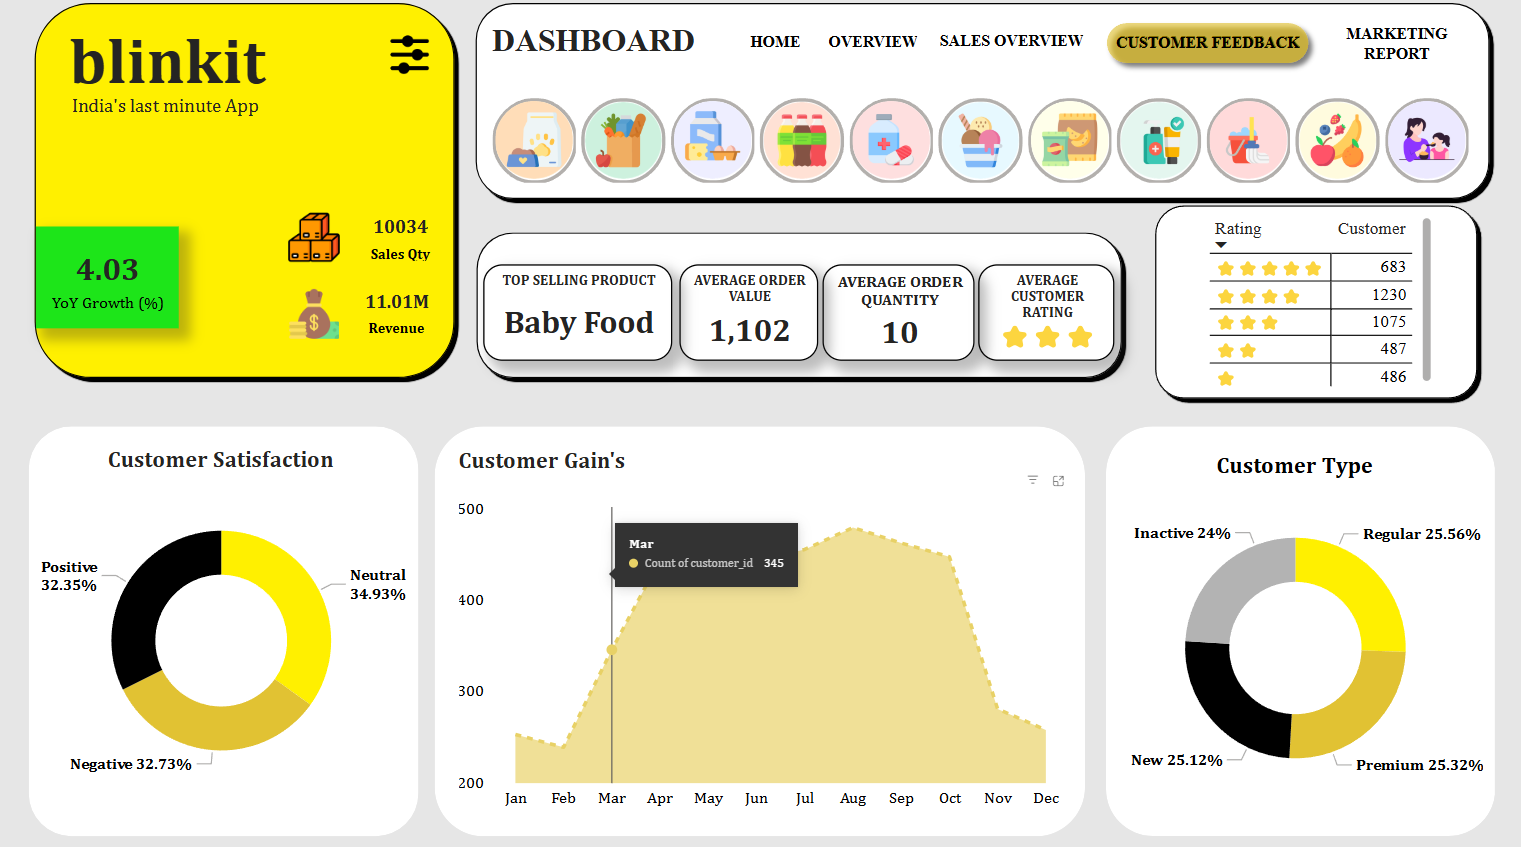 blinkit
India's last minute App
4.03
YoY Growth (%)
10034
Sales Qty
11.01M
Revenue
DASHBOARD
HOME
OVERVIEW
SALES OVERVIEW
CUSTOMER FEEDBACK
MARKETING
REPORT
TOP SELLING PRODUCT
Baby Food
AVERAGE ORDER
VALUE
1,102
AVERAGE ORDER
QUANTITY
10
AVERAGE
CUSTOMER
RATING
Rating Customer
683
1230
1075
487
486
Customer Satisfaction
Positive
32.35%
Neutral
34.93%
Negative 32.73%
Customer Gain's
500
400
300
200
Mar
Count of customer_id 345
Jan Feb Mar Apr May Jun Jul Aug Sep Oct Nov Dec
Customer Type
Inactive 24%
Regular 25.56%
New 25.12%
Premium 25.32%